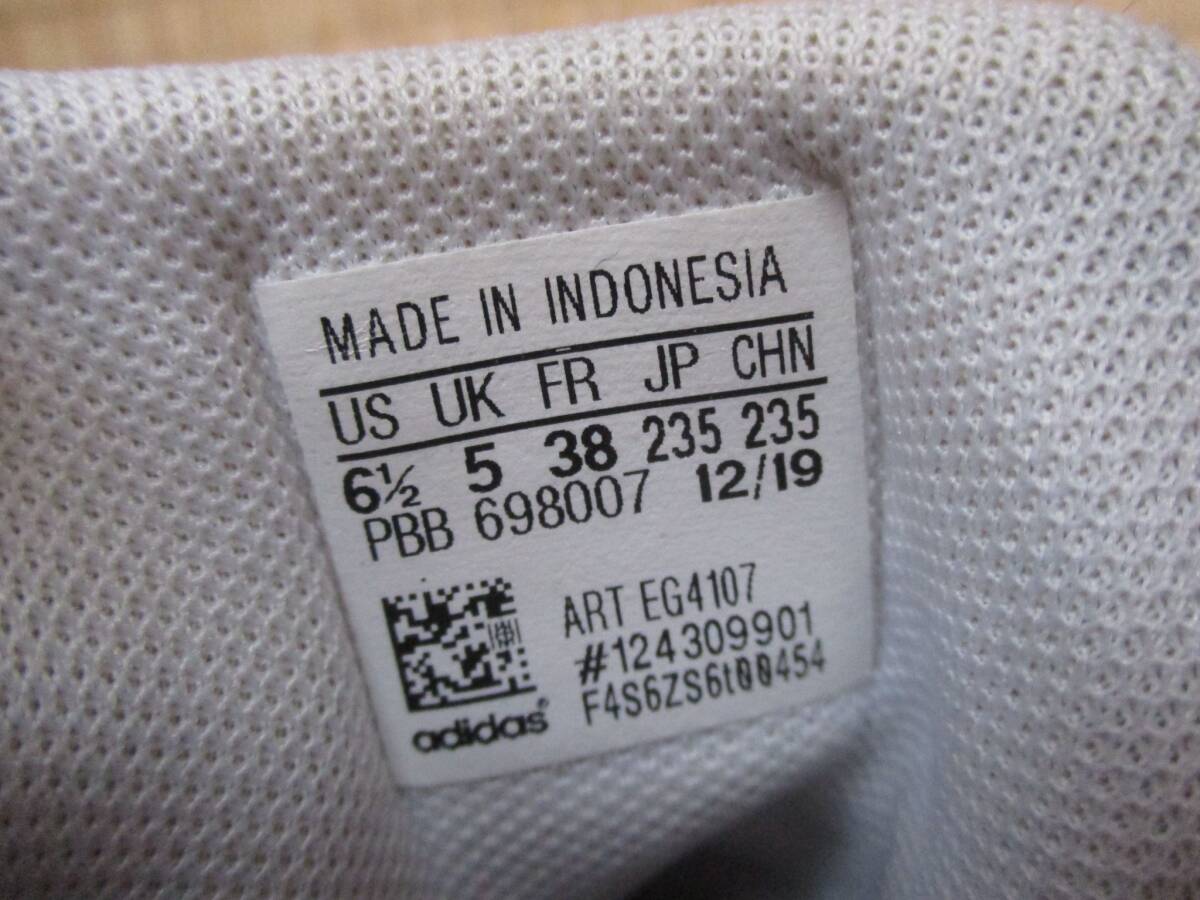 MADE IN INDONESIA
US UK FR JP CHN
6½ 5 38 235 235
PBB 698007 12/19
ART EG4107
#124309901
F4S6ZS6t00454
adidas®